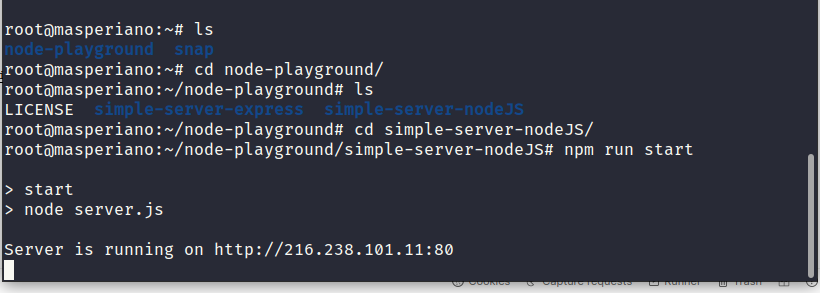 root@masperiano:~# ls
node-playground  snap
root@masperiano:~# cd node-playground/
root@masperiano:~/node-playground# ls
LICENSE  simple-server-express  simple-server-nodeJS
root@masperiano:~/node-playground# cd simple-server-nodeJS/
root@masperiano:~/node-playground/simple-server-nodeJS# npm run start
> start
> node server.js
Server is running on http://216.238.101.11:80
Cookies  Capture requests  Runner  Trash